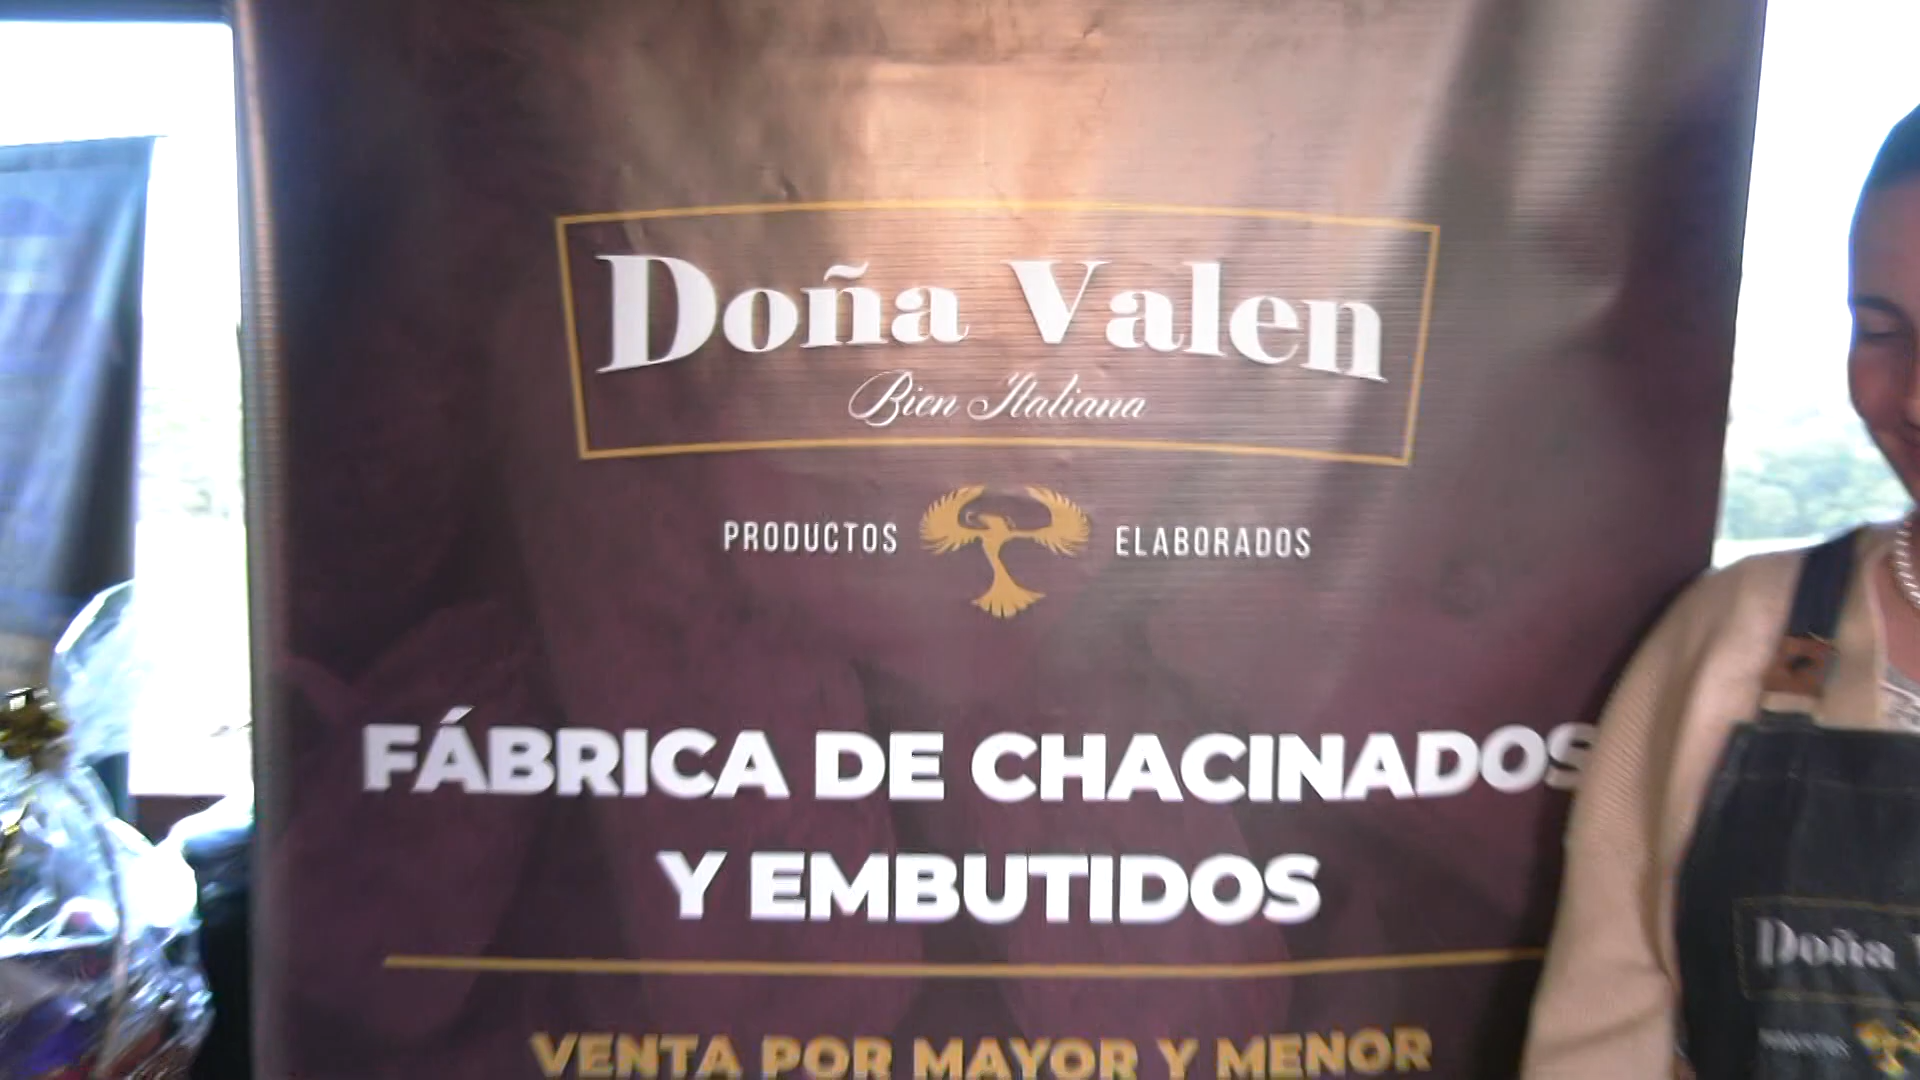 Doña Valen
Bien Italiana
PRODUCTOS ELABORADOS
FÁBRICA DE CHACINADOS
Y EMBUTIDOS
VENTA POR MAYOR Y MENOR
Doña